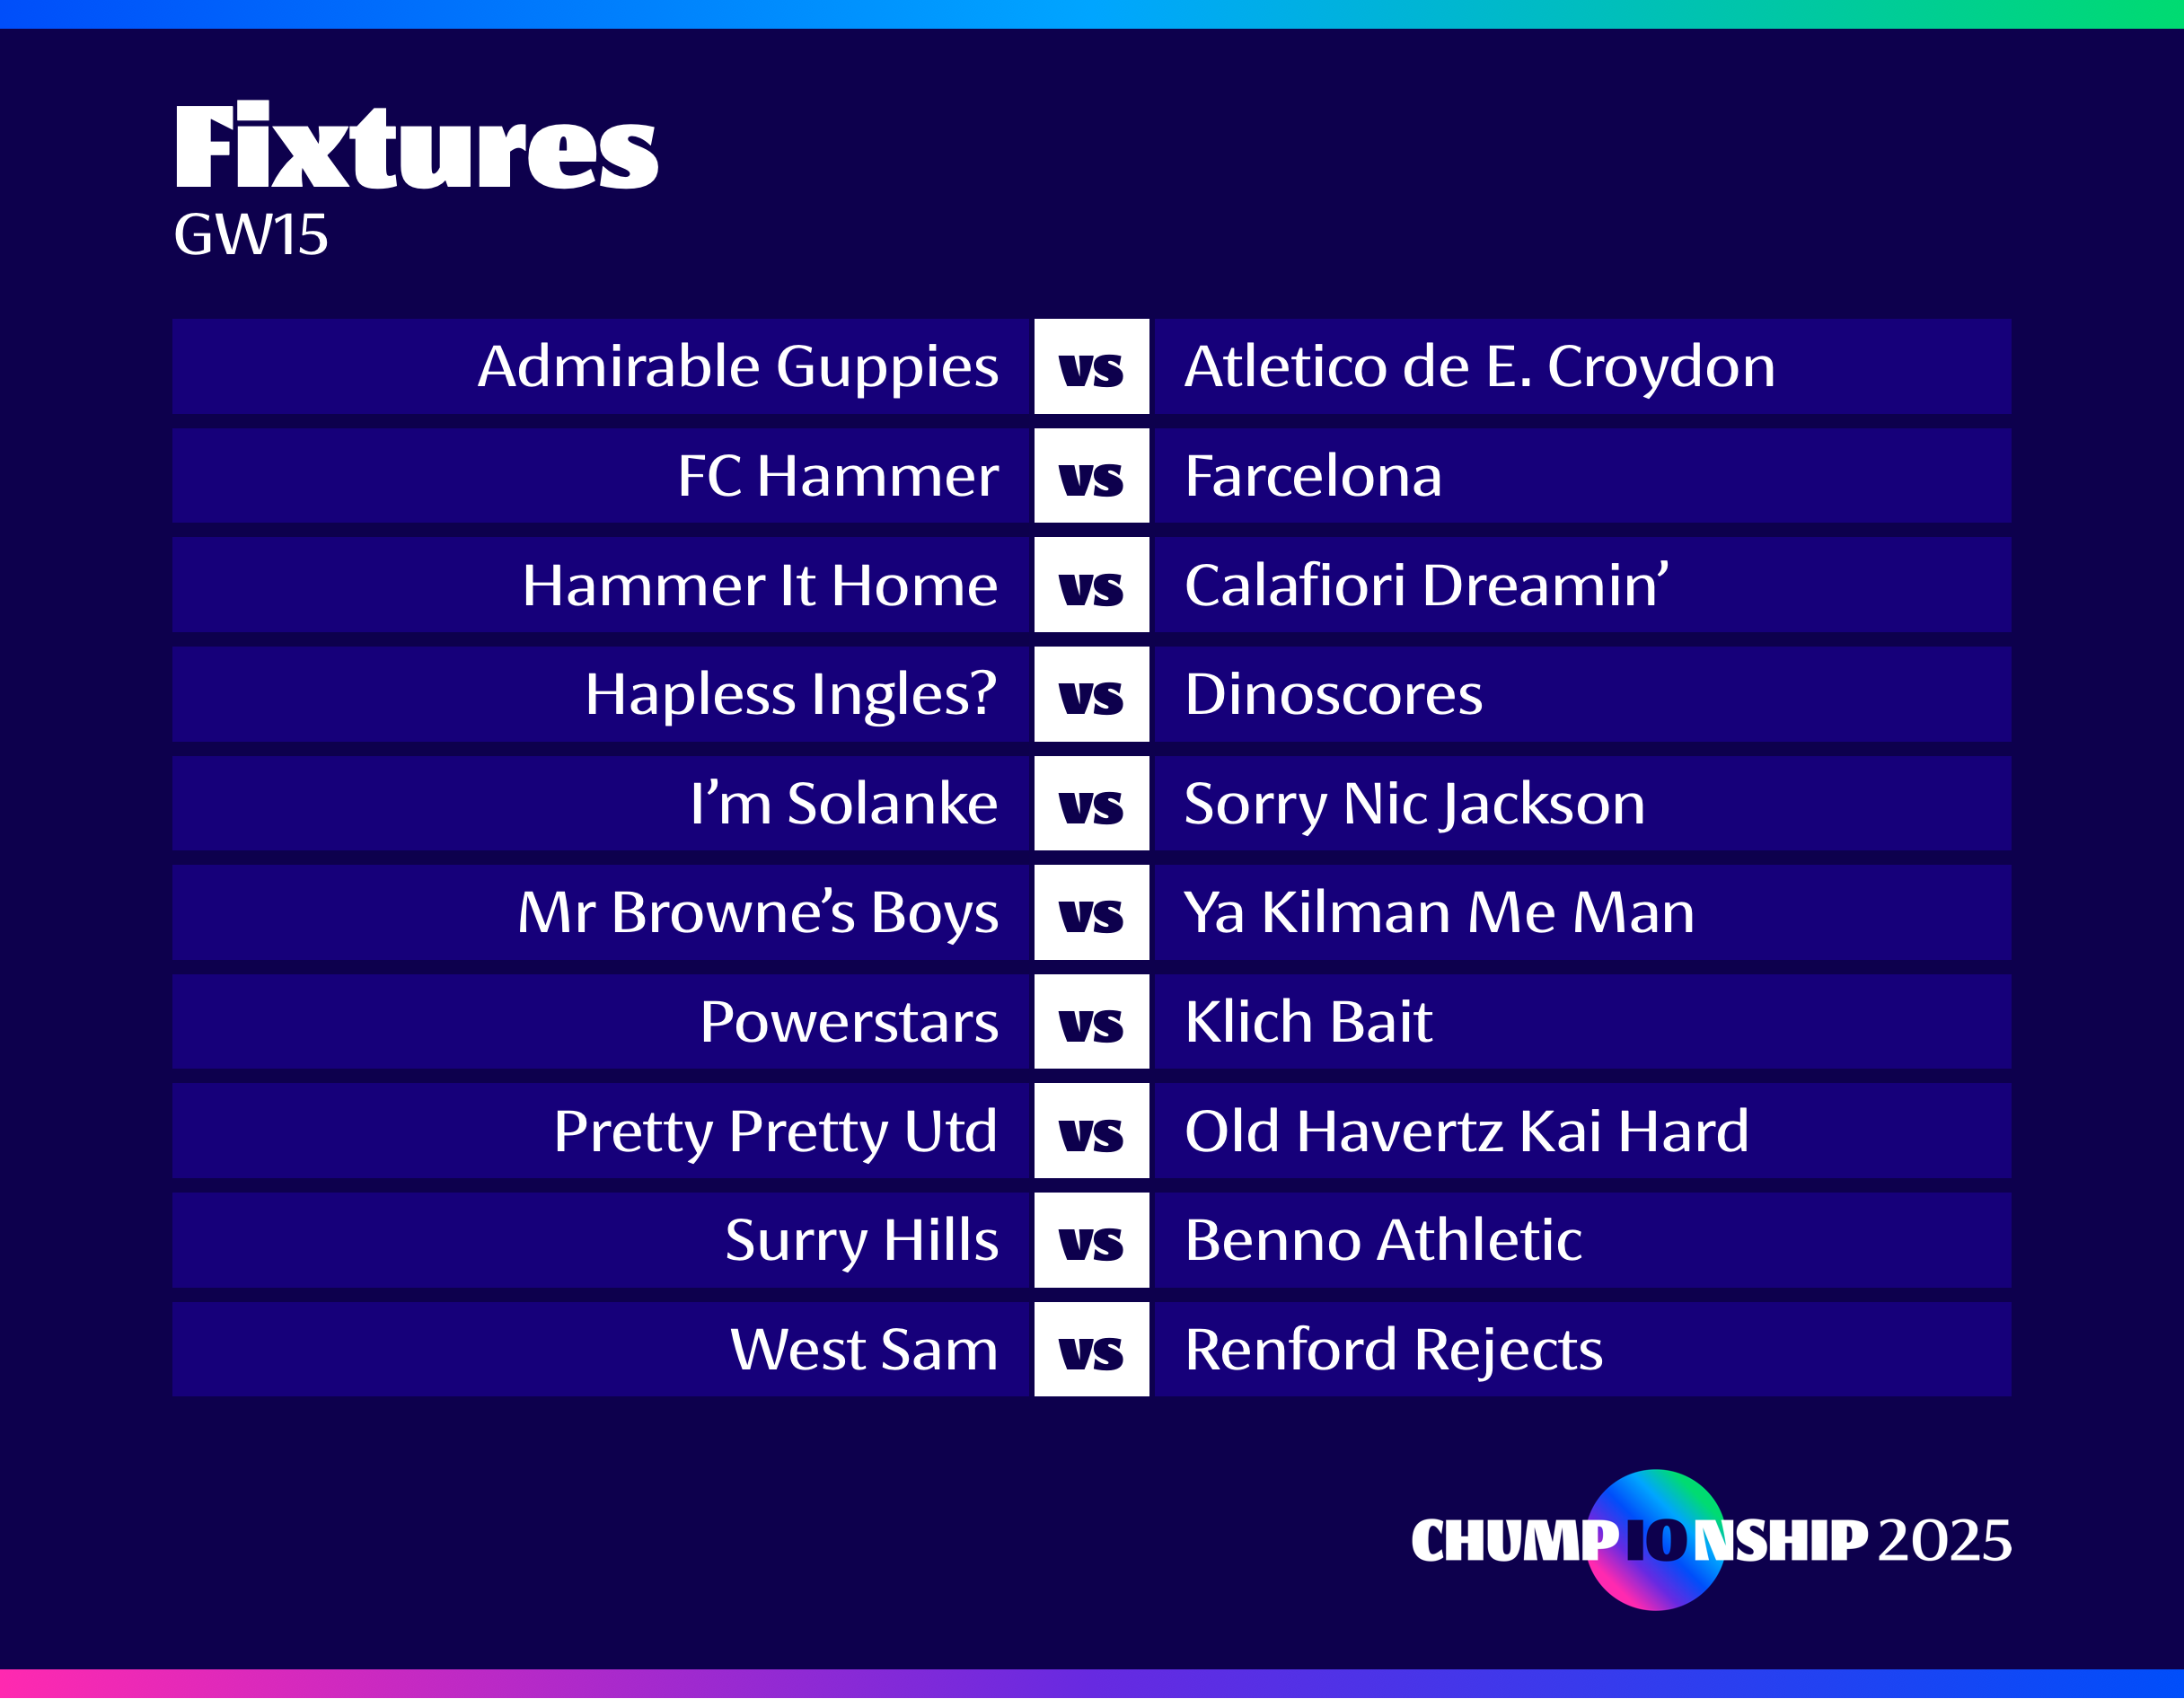 Fixtures
GW15
Admirable Guppies vs Atletico de E. Croydon
FC Hammer vs Farcelona
Hammer It Home vs Calafiori Dreamin’
Hapless Ingles? vs Dinoscores
I’m Solanke vs Sorry Nic Jackson
Mr Browne’s Boys vs Ya Kilman Me Man
Powerstars vs Klich Bait
Pretty Pretty Utd vs Old Havertz Kai Hard
Surry Hills vs Benno Athletic
West Sam vs Renford Rejects
CHUMPIONSHIP 2025